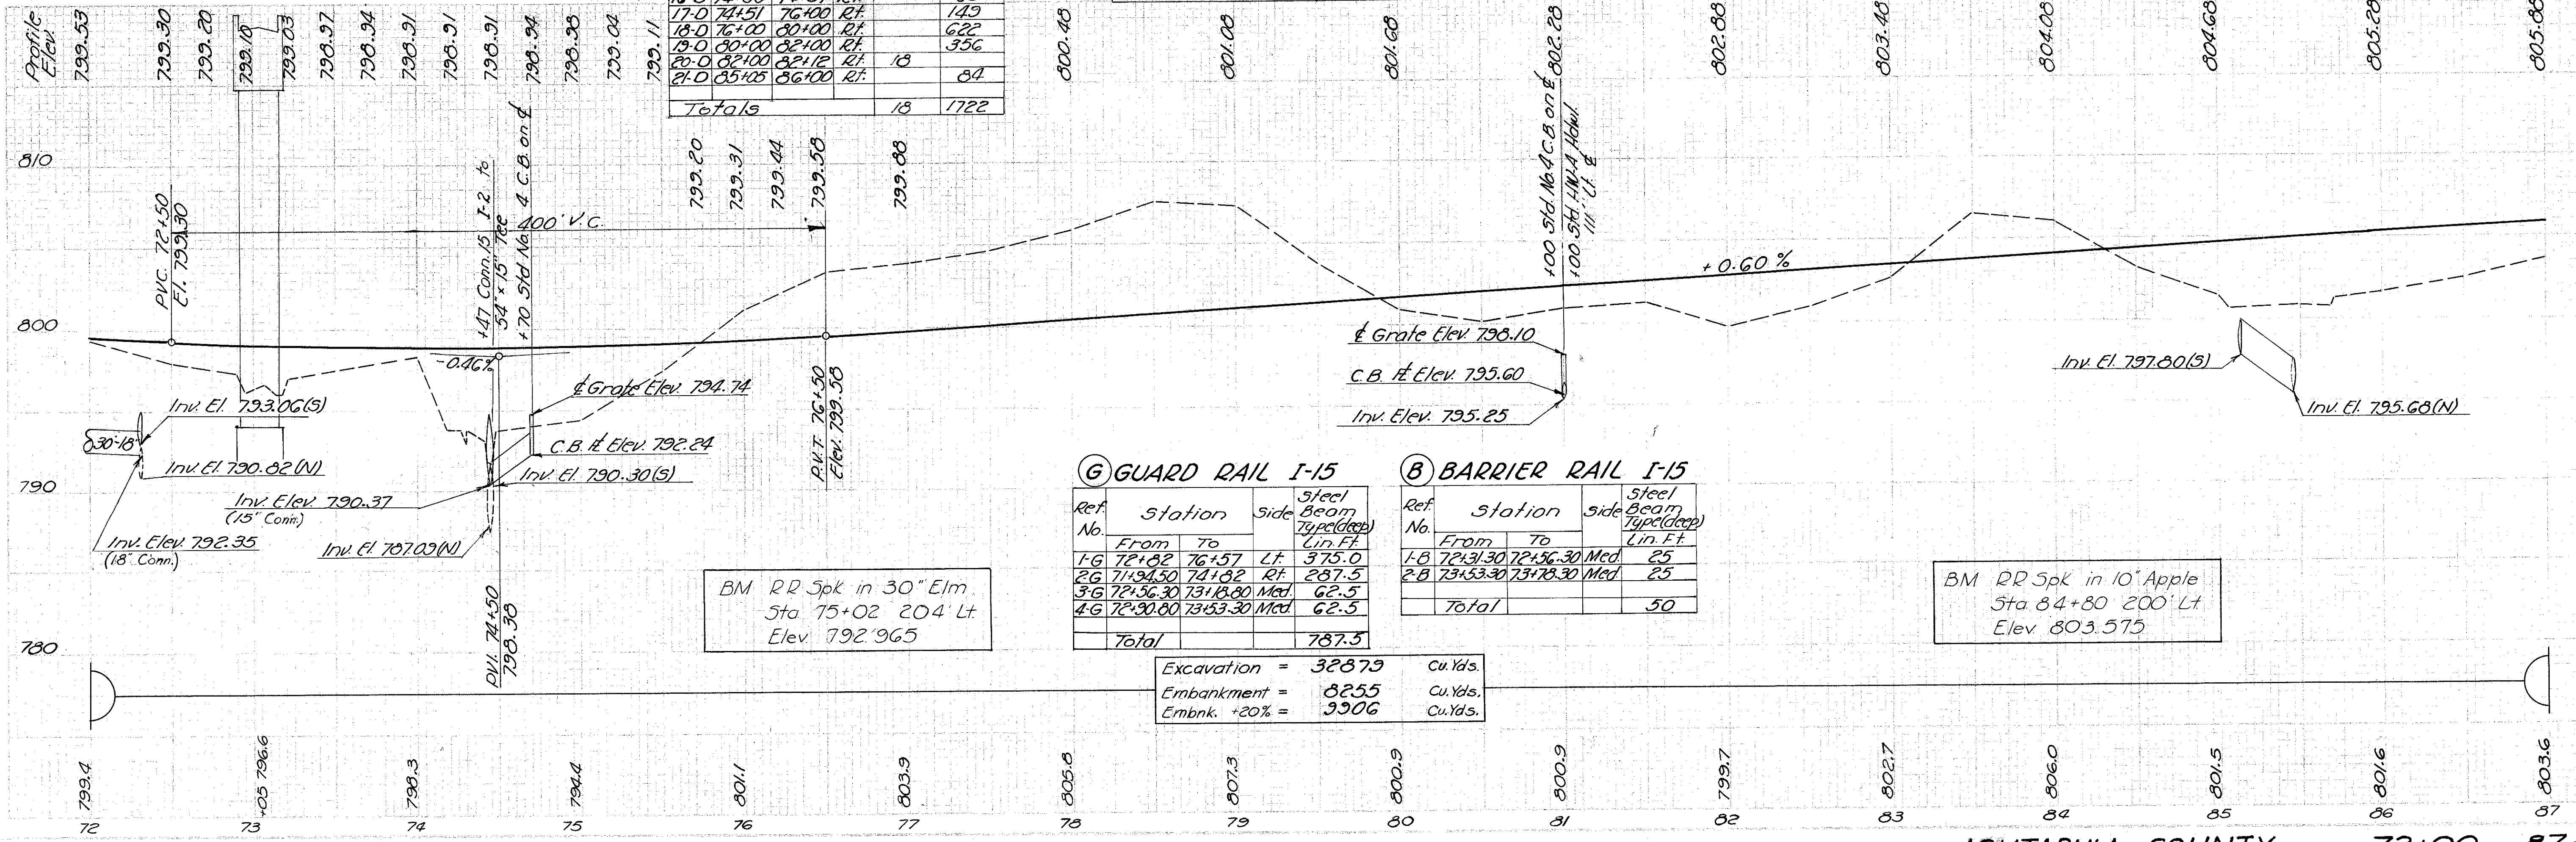 Profile Elev. 799.53 799.30 799.20 799.10 799.03 798.97 798.94 798.91 798.91 798.91 798.94 798.98 799.04 799.11 800.48 801.08 801.68 802.28 802.88 803.48 804.08 804.68 805.28 805.88
17-D 74+51 76+00 Rt. 149
18-D 76+00 80+00 Rt. 622
19-D 80+00 82+00 Rt. 356
20-D 82+00 82+12 Rt. 18
21-D 85+05 86+00 Rt. 84
Totals 18 1722
799.20 799.31 799.44 799.58 799.88
810
PVC. 72+50
El. 799.30
+47 Conn. 15 I-2 to
54" x 15" Tee
+70 Std No. 4 C.B. on ℄
400' V.C.
+00 Std. No. 4 C.B. on ℄
+00 Std. HW-4 Hdwl.
111' Lt. ℄
+0.60 %
800
-0.46%
℄ Grate Elev. 798.10
C.B. ℄ Elev. 795.60
Inv. Elev. 795.25
Inv. El. 797.80(S)
Inv. El. 795.68(N)
℄ Grate Elev. 794.74
C.B. ℄ Elev. 792.24
Inv. El. 790.30(S)
P.V.T. 76+50
Elev. 799.58
Inv. El. 793.06(S)
30-18"
Inv. El. 790.82(N)
790
Inv. Elev. 790.37
(15" Conn.)
Inv. Elev. 792.35
(18" Conn.)
Inv. El. 787.09(N)
PVI. 74+50
798.38
G GUARD RAIL I-15
Ref. No. Station Side Steel Beam Type(deep)
From To Lin. Ft.
1-G 72+82 76+57 Lt. 375.0
2-G 71+94.50 74+82 Rt. 287.5
3-G 72+56.30 73+18.80 Med. 62.5
4-G 72+90.80 73+53.30 Med. 62.5
Total 787.5
B BARRIER RAIL I-15
Ref. No. Station Side Steel Beam Type(deep)
From To Lin. Ft.
1-B 72+31.30 72+56.30 Med. 25
2-B 73+53.30 73+78.30 Med. 25
Total 50
BM RR Spk in 30" Elm
Sta. 75+02 204' Lt.
Elev. 792.965
BM RR Spk in 10" Apple
Sta. 84+80 200' Lt.
Elev. 803.575
780
Excavation = 32879 Cu. Yds.
Embankment = 8255 Cu. Yds.
Embnk. +20% = 9906 Cu. Yds.
799.4 +05 796.6 798.3 794.4 801.1 803.9 805.8 807.3 800.9 800.9 799.7 802.7 806.0 801.5 801.6 803.6
72 73 74 75 76 77 78 79 80 81 82 83 84 85 86 87